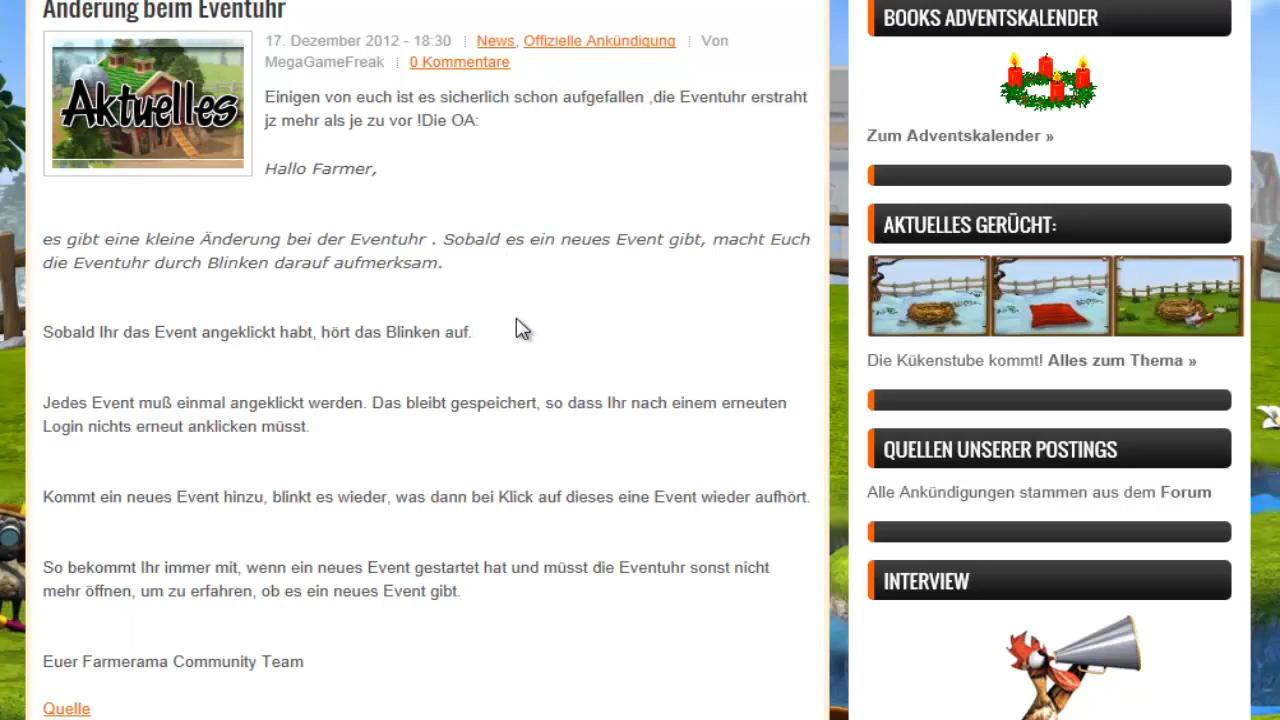 Änderung beim Eventuhr
17. Dezember 2012 - 18:30 News, Offizielle Ankündigung Von
MegaGameFreak 0 Kommentare
Aktuelles
Einigen von euch ist es sicherlich schon aufgefallen ,die Eventuhr erstraht
jz mehr als je zu vor !Die OA:
Hallo Farmer,
es gibt eine kleine Änderung bei der Eventuhr . Sobald es ein neues Event gibt, macht Euch
die Eventuhr durch Blinken darauf aufmerksam.
Sobald Ihr das Event angeklickt habt, hört das Blinken auf.
Jedes Event muß einmal angeklickt werden. Das bleibt gespeichert, so dass Ihr nach einem erneuten
Login nichts erneut anklicken müsst.
Kommt ein neues Event hinzu, blinkt es wieder, was dann bei Klick auf dieses eine Event wieder aufhört.
So bekommt Ihr immer mit, wenn ein neues Event gestartet hat und müsst die Eventuhr sonst nicht
mehr öffnen, um zu erfahren, ob es ein neues Event gibt.
Euer Farmerama Community Team
Quelle
BOOKS ADVENTSKALENDER
Zum Adventskalender »
AKTUELLES GERÜCHT:
Die Kükenstube kommt! Alles zum Thema »
QUELLEN UNSERER POSTINGS
Alle Ankündigungen stammen aus dem Forum
INTERVIEW